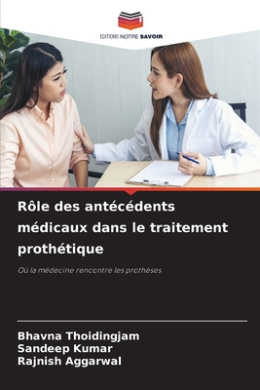 EDITIONS NOTRE SAVOIR
Rôle des antécédents
médicaux dans le traitement
prothétique
Où la médecine rencontre les prothèses
Bhavna Thoidingjam
Sandeep Kumar
Rajnish Aggarwal